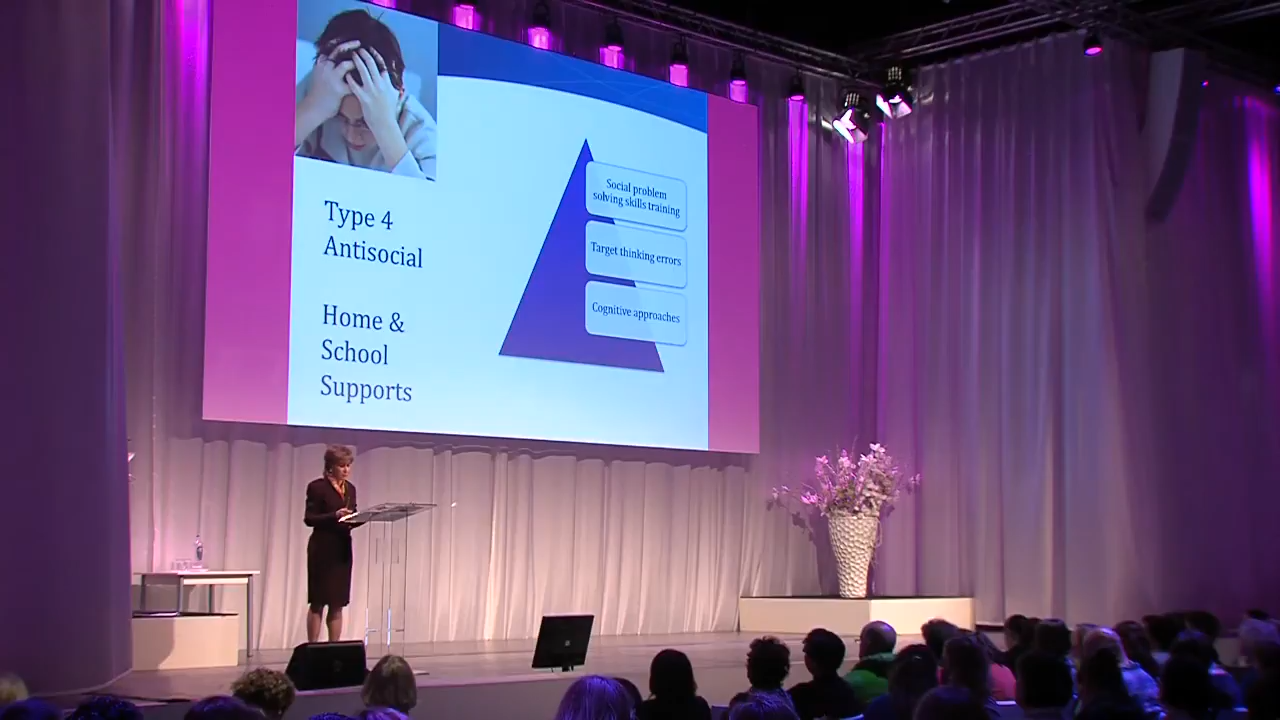 Type 4
Antisocial
Home &
School
Supports
Social problem
solving skills training
Target thinking errors
Cognitive approaches